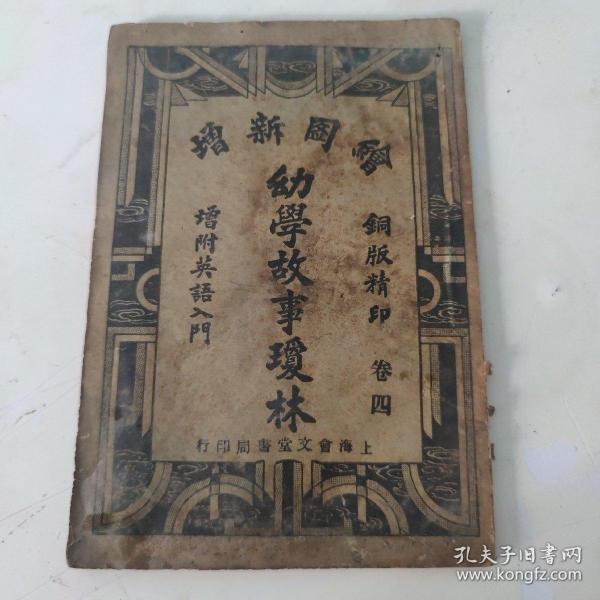 繪圖新增
銅版精印 卷四
幼學故事瓊林
增附英語入門
上海會文堂書局印行
孔夫子旧书网
www.kongfz.com